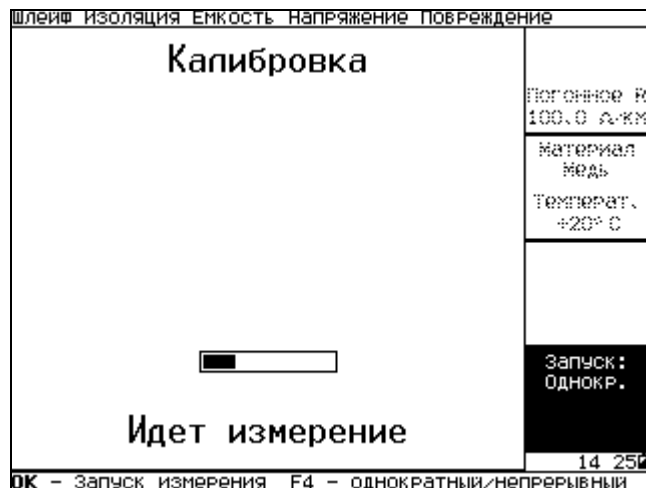 Шлейф Изоляция Емкость Напряжение Повреждение
Калибровка
Погонное R
100.0 Ω/км
Материал
Медь
Температ.
+20° C
Запуск:
Однокр.
Идет измерение
14 25
OK - Запуск измерения F4 - однократный/непрерывный